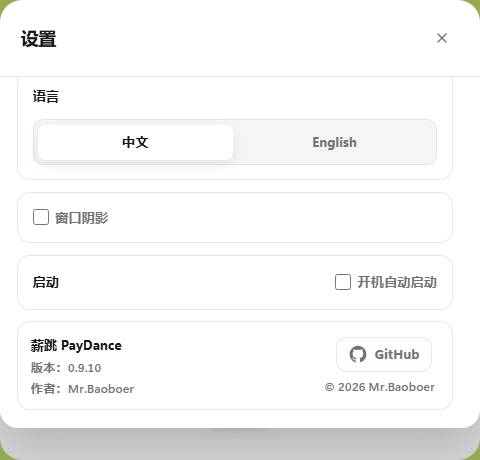 设置
语言
中文 English
窗口阴影
启动 开机自动启动
薪跳 PayDance
版本：0.9.10
作者：Mr.Baoboer
GitHub
© 2026 Mr.Baoboer